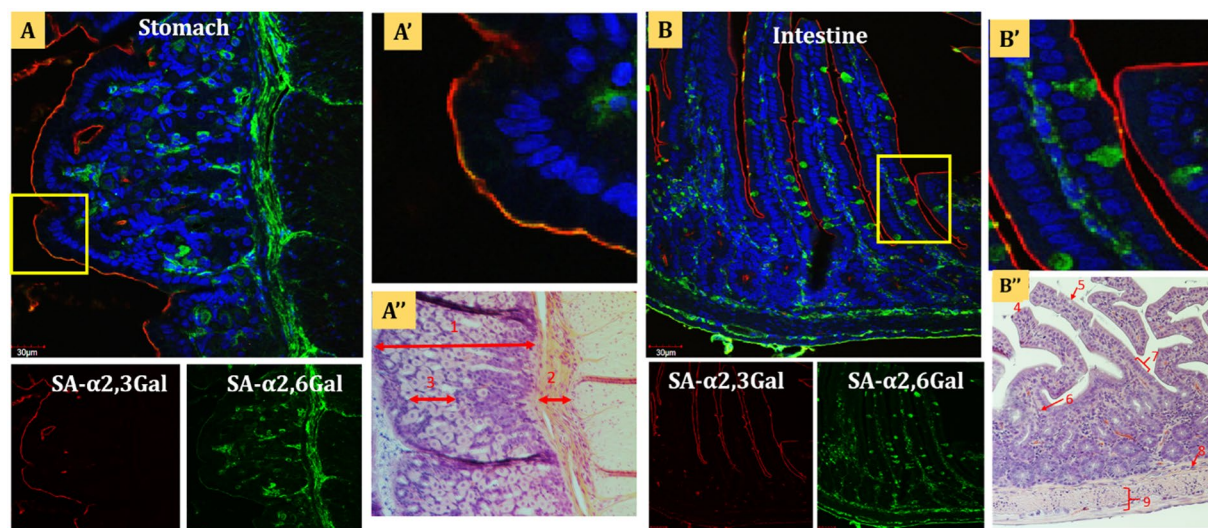 A
Stomach
30μm
SA-α2,3Gal
SA-α2,6Gal
A'
A''
1
2
3
B
Intestine
30μm
SA-α2,3Gal
SA-α2,6Gal
B'
B''
4
5
7
6
8
9